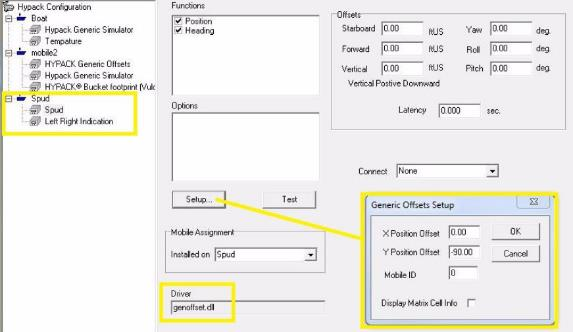 Hypack Configuration
Boat
Hypack Generic Simulator
Tempature
mobile2
HYPACK Generic Offsets
Hypack Generic Simulator
HYPACK® Bucket footprint (Vulc
Spud
Spud
Left Right Indication
Functions
Position
Heading
Options
Setup...
Test
Mobile Assignment
Installed on Spud
Driver
genoffset.dll
Offsets
Starboard 0.00 ftUS Yaw 0.00 deg.
Forward 0.00 ftUS Roll 0.00 deg.
Vertical 0.00 ftUS Pitch 0.00 deg.
Vertical Postive Downward
Latency 0.000 sec.
Connect None
Generic Offsets Setup
X Position Offset 0.00 OK
Y Position Offset -90.00 Cancel
Mobile ID 0
Display Matrix Cell Info